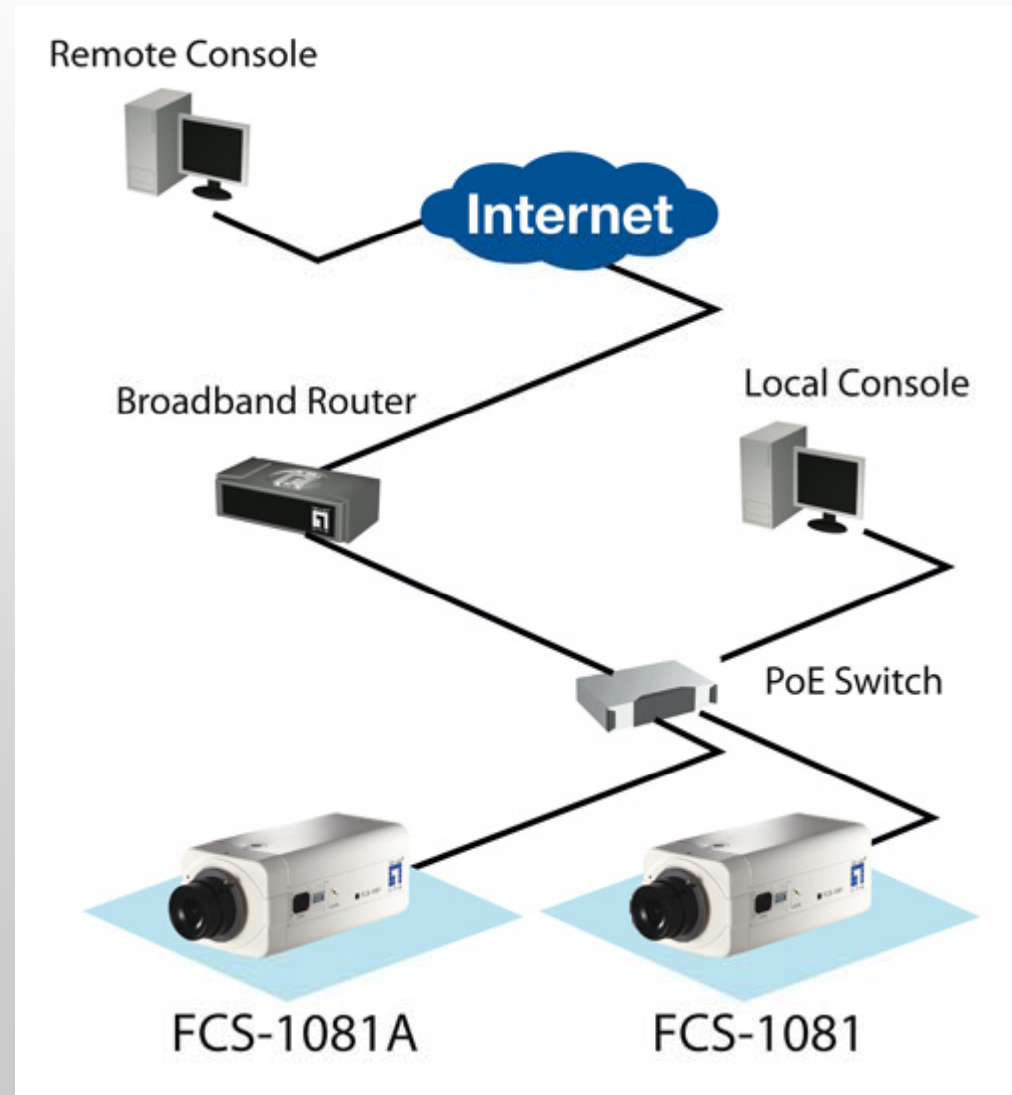 Remote Console
Internet
Broadband Router
Local Console
PoE Switch
FCS-1081A
FCS-1081